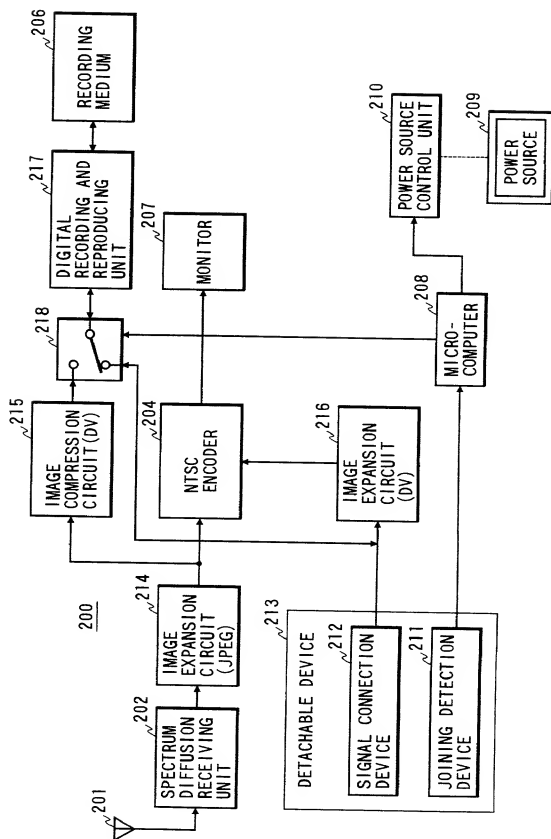 200
201
202
SPECTRUM
DIFFUSION
RECEIVING
UNIT
214
IMAGE EXPANSION
CIRCUIT
(JPEG)
215
IMAGE
COMPRESSION
CIRCUIT(DV)
204
NTSC
ENCODER
218
217
DIGITAL
RECORDING AND
REPRODUCING
UNIT
206
RECORDING
MEDIUM
207
MONITOR
216
IMAGE
EXPANSION
CIRCUIT
(DV)
213
DETACHABLE DEVICE
212
SIGNAL CONNECTION
DEVICE
211
JOINING DETECTION
DEVICE
208
MICRO-
COMPUTER
210
POWER SOURCE
CONTROL UNIT
209
POWER
SOURCE